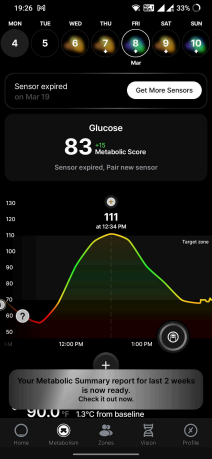 19:26
33%
MON TUE WED THU FRI SAT SUN
4 5 6 7 8 9 10
Mar
Sensor expired
on Mar 19
Get More Sensors
Glucose
83 +15
Metabolic Score
Sensor expired, Pair new sensor
130
120
110
100
90
80
70
60
50
111
at 12:34 PM
Target zone
?
12:00 PM 1:00 PM
+
Your Metabolic Summary report for last 2 weeks
is now ready.
Check it out now.
90.0 °F 1.3°C from baseline
Home Metabolism Zones Vision Profile